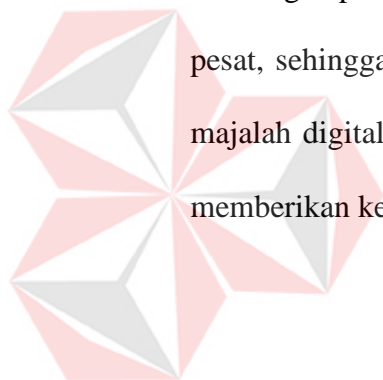 pesat, sehingga
majalah digital
memberikan ke